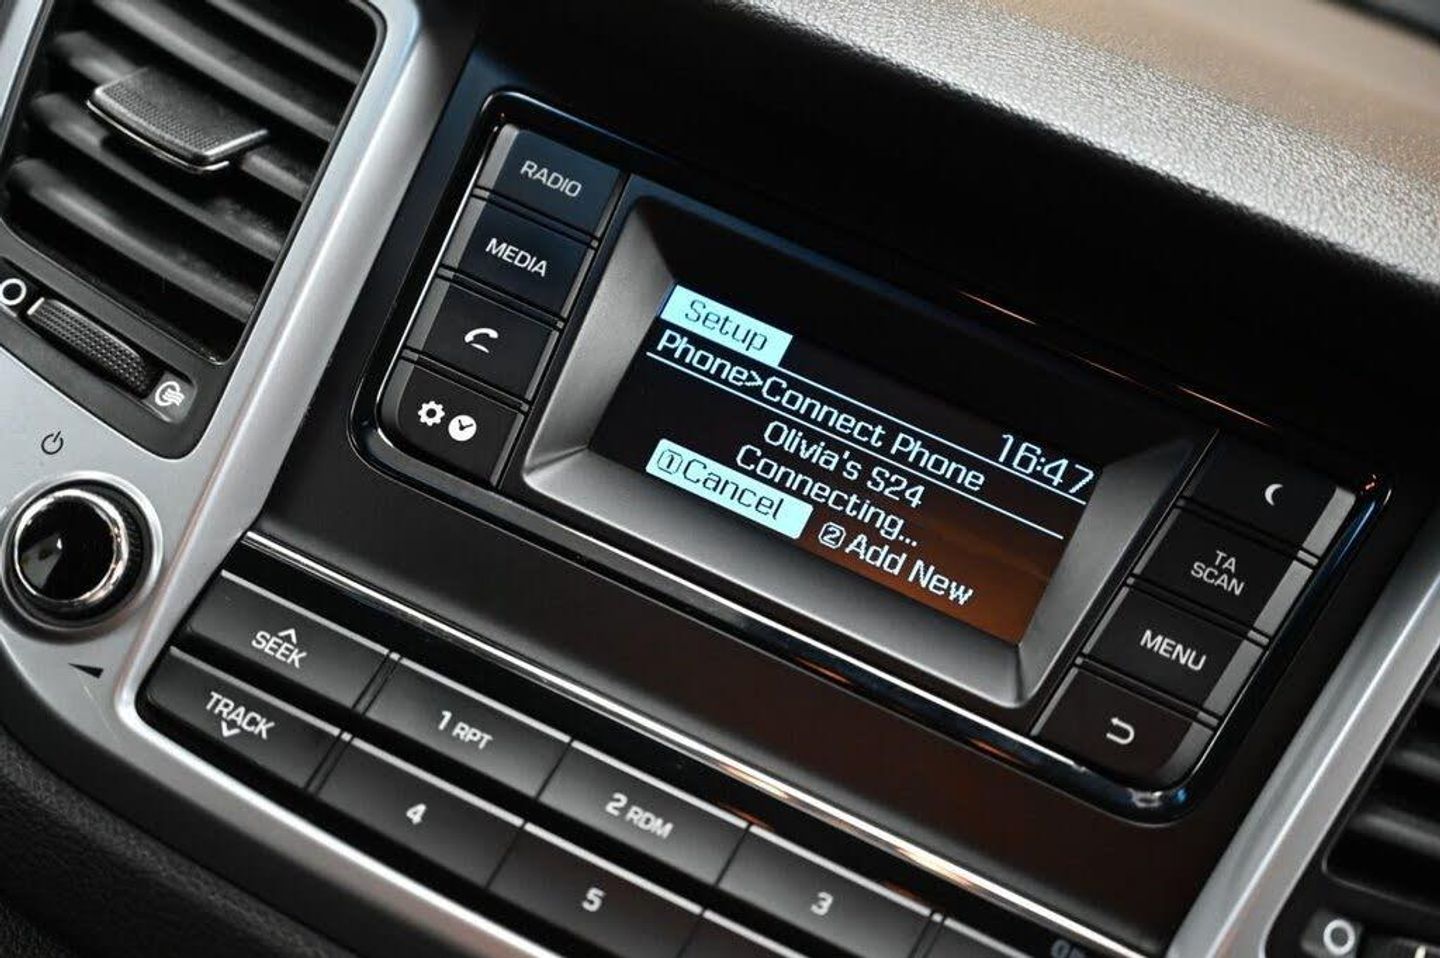 RADIO
MEDIA
Setup
Phone>Connect Phone
16:47
Olivia's S24
Connecting...
①Cancel
②Add New
TA
SCAN
MENU
SEEK
TRACK
1 RPT
2 RDM
3
4
5